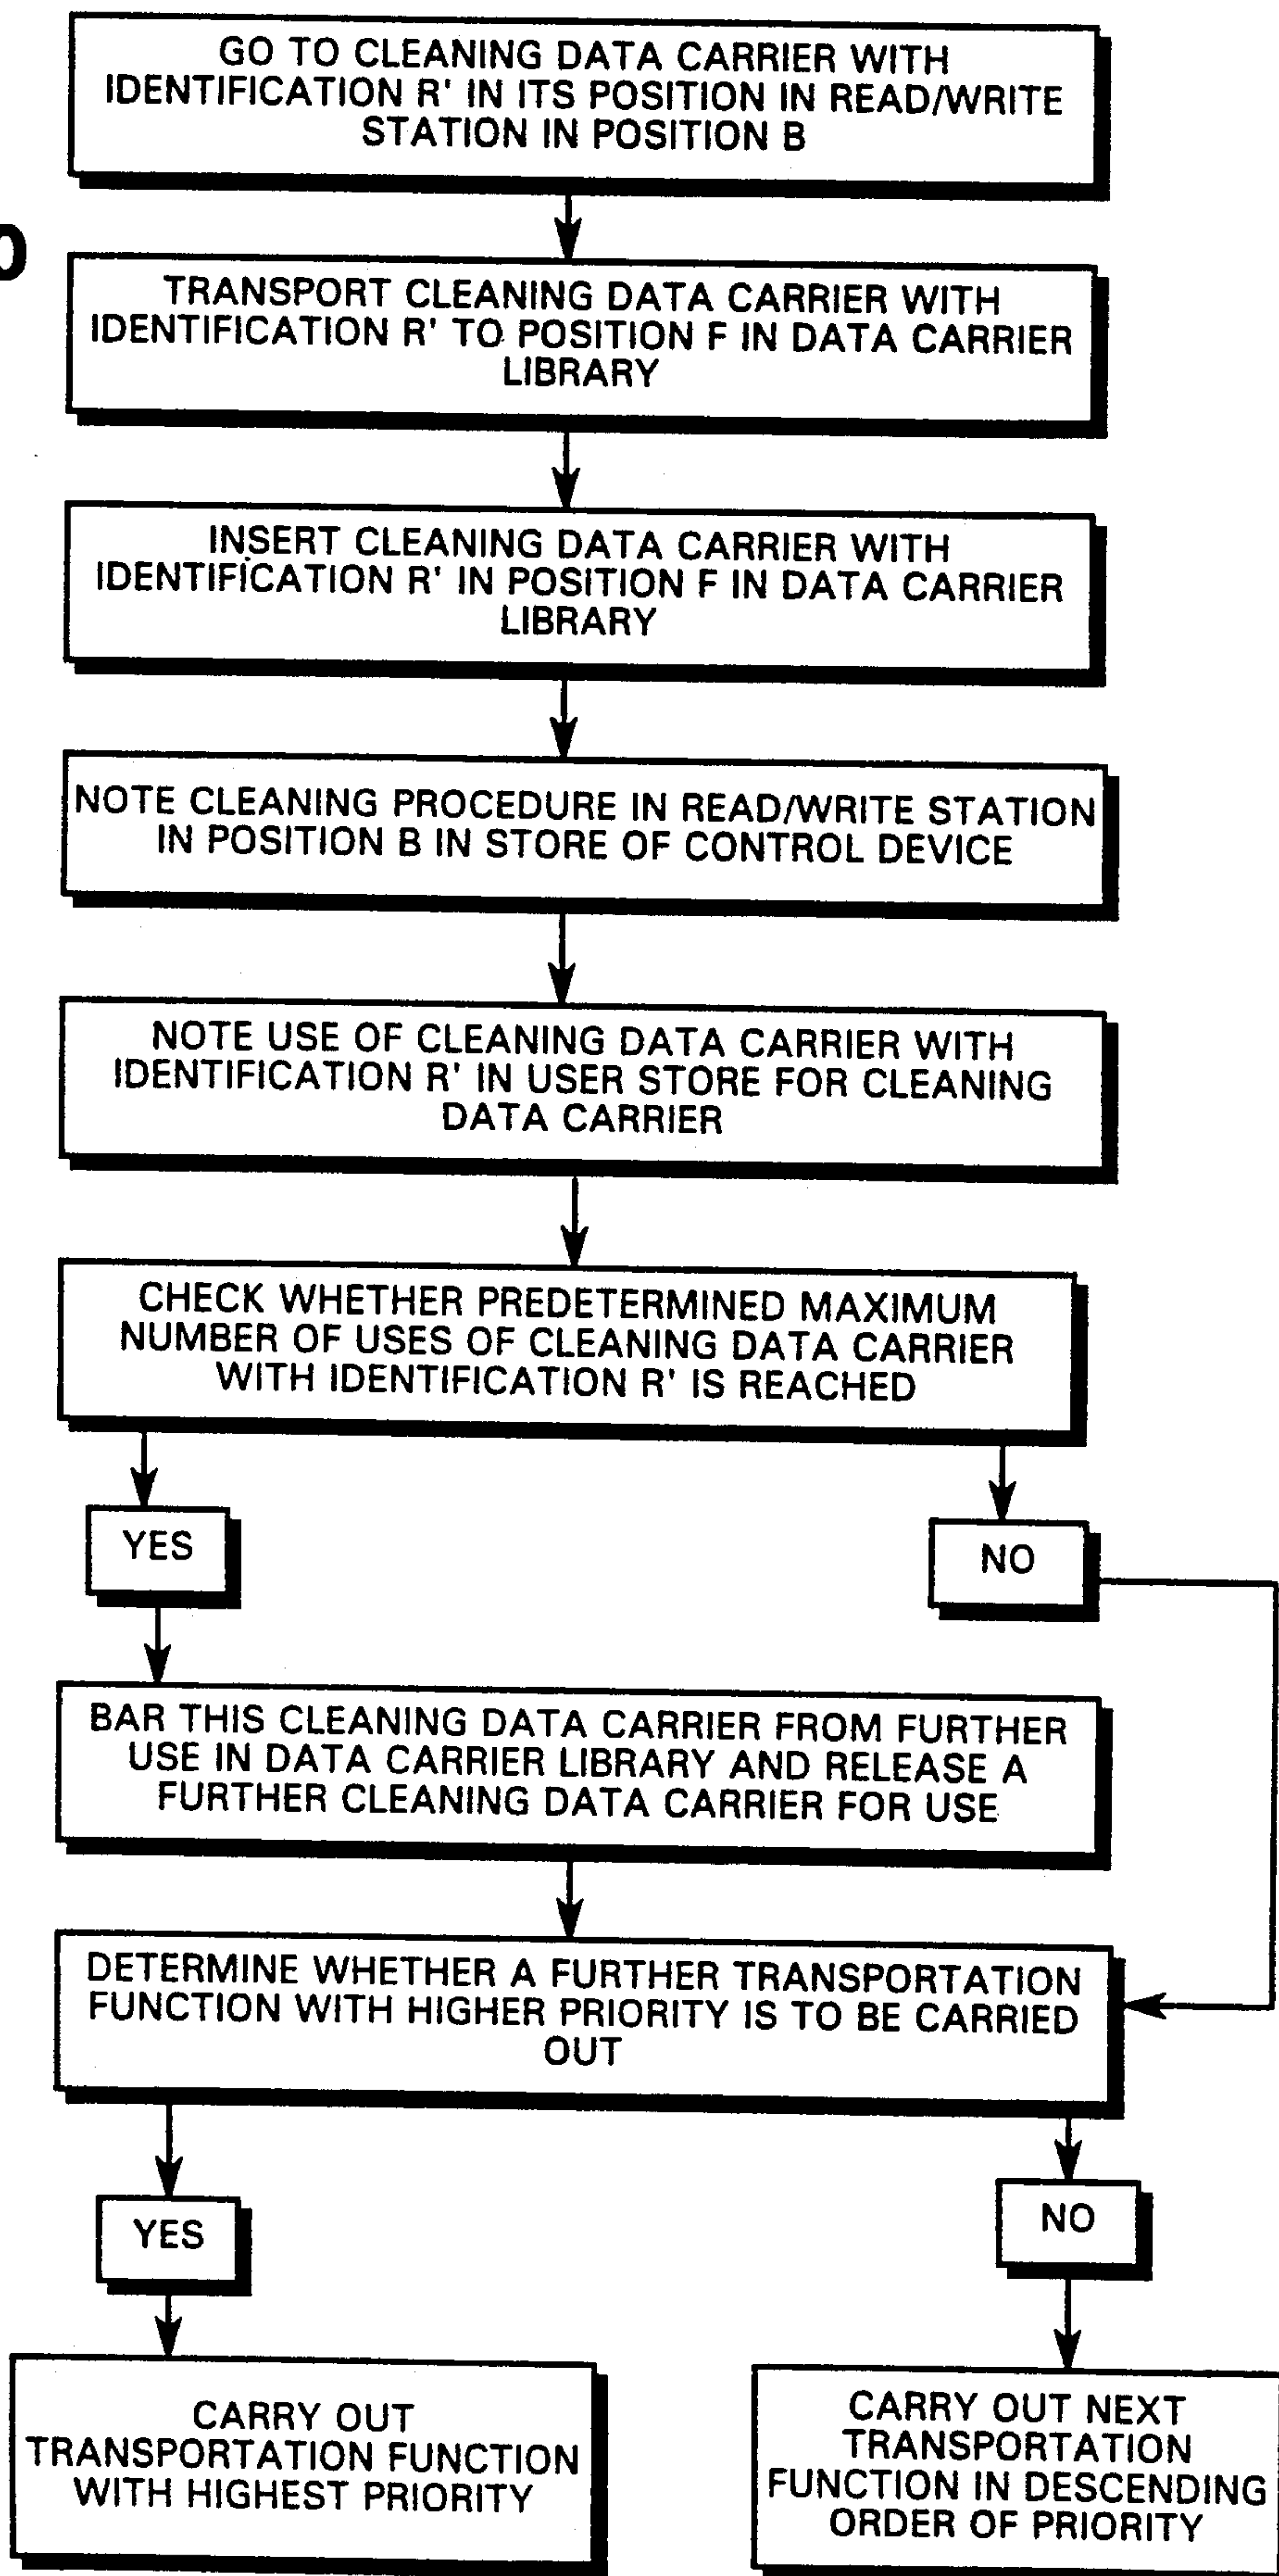 GO TO CLEANING DATA CARRIER WITH
IDENTIFICATION R' IN ITS POSITION IN READ/WRITE
STATION IN POSITION B
TRANSPORT CLEANING DATA CARRIER WITH
IDENTIFICATION R' TO POSITION F IN DATA CARRIER
LIBRARY
INSERT CLEANING DATA CARRIER WITH
IDENTIFICATION R' IN POSITION F IN DATA CARRIER
LIBRARY
NOTE CLEANING PROCEDURE IN READ/WRITE STATION
IN POSITION B IN STORE OF CONTROL DEVICE
NOTE USE OF CLEANING DATA CARRIER WITH
IDENTIFICATION R' IN USER STORE FOR CLEANING
DATA CARRIER
CHECK WHETHER PREDETERMINED MAXIMUM
NUMBER OF USES OF CLEANING DATA CARRIER
WITH IDENTIFICATION R' IS REACHED
YES
NO
BAR THIS CLEANING DATA CARRIER FROM FURTHER
USE IN DATA CARRIER LIBRARY AND RELEASE A
FURTHER CLEANING DATA CARRIER FOR USE
DETERMINE WHETHER A FURTHER TRANSPORTATION
FUNCTION WITH HIGHER PRIORITY IS TO BE CARRIED
OUT
YES
NO
CARRY OUT
TRANSPORTATION FUNCTION
WITH HIGHEST PRIORITY
CARRY OUT NEXT
TRANSPORTATION
FUNCTION IN DESCENDING
ORDER OF PRIORITY